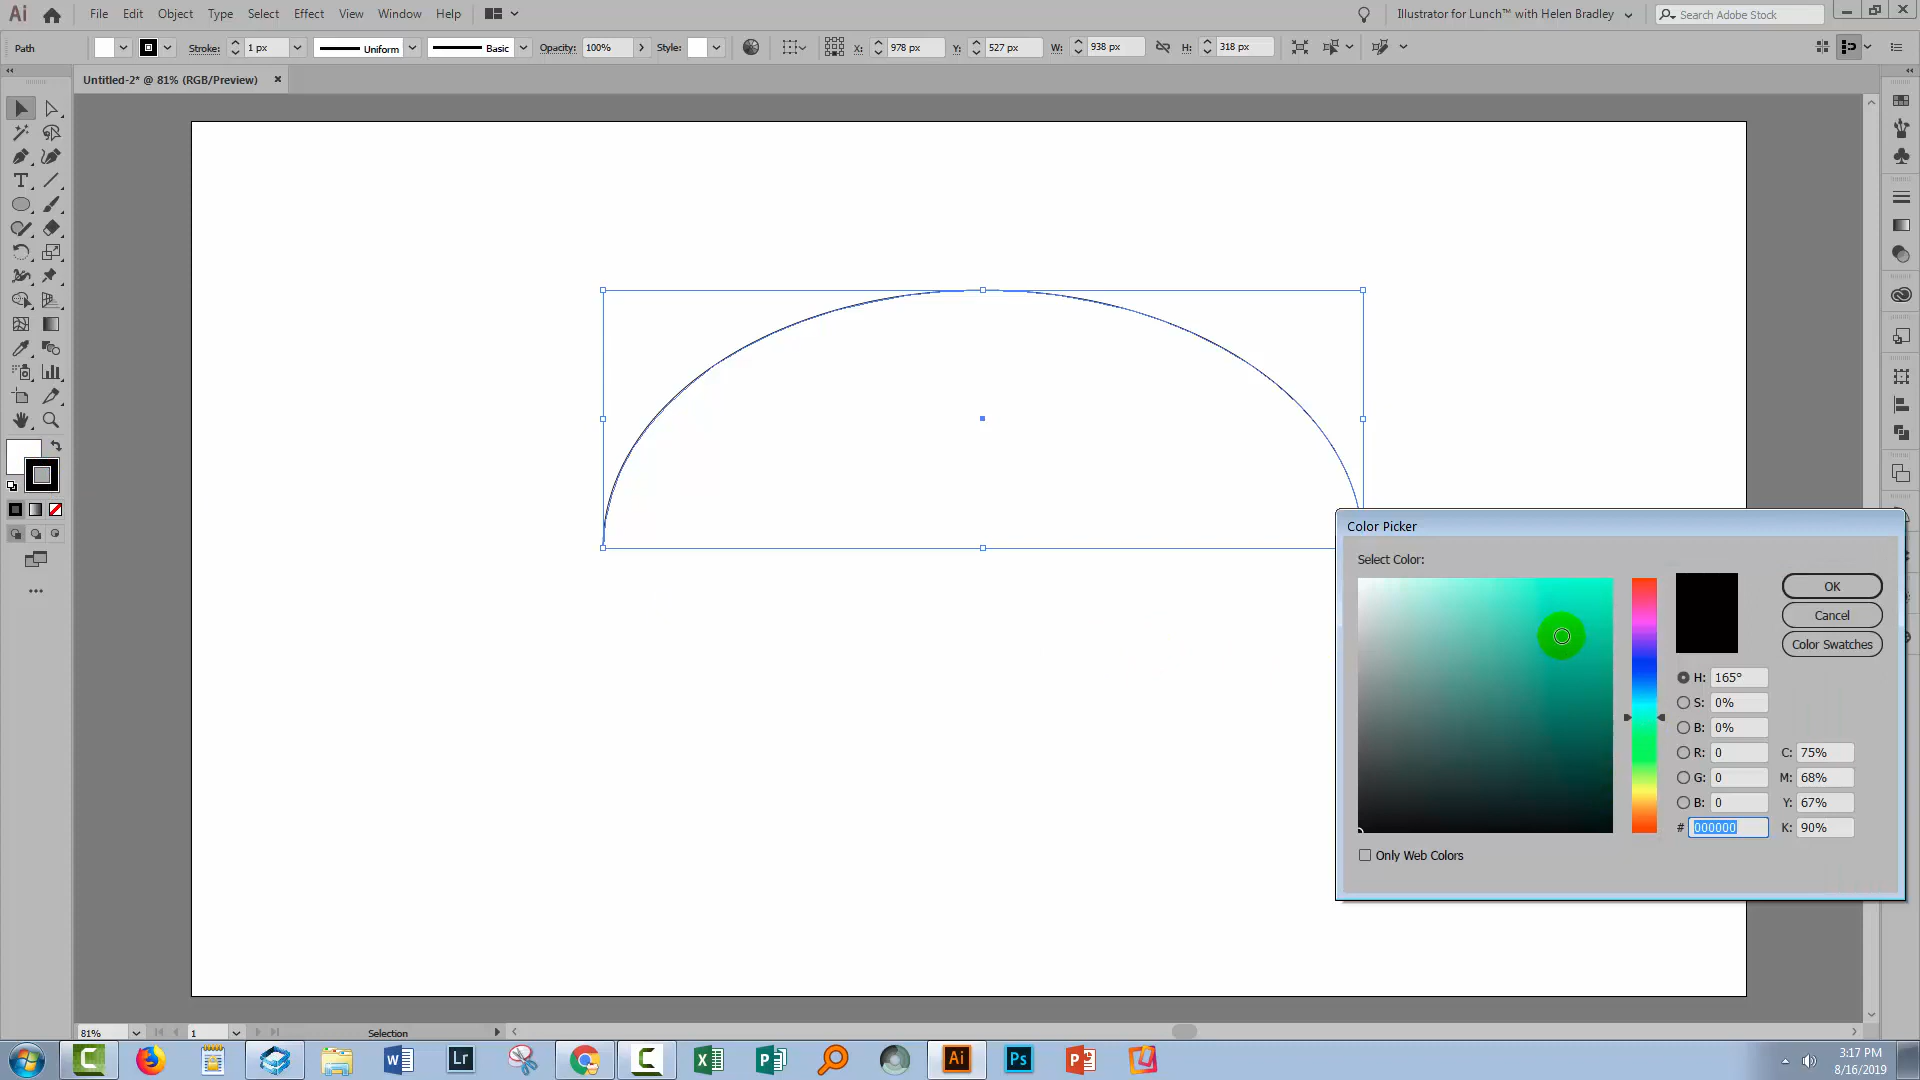 Ai File Edit Object Type Select Effect View Window Help Illustrator for Lunch™ with Helen Bradley Search Adobe Stock
Path Stroke: 1 px Uniform Basic Opacity: 100% Style: X: 978 px Y: 527 px W: 938 px H: 318 px
Untitled-2* @ 81% (RGB/Preview)
Color Picker
Select Color:
OK
Cancel
Color Swatches
H: 165°
S: 0%
B: 0%
R: 0 C: 75%
G: 0 M: 68%
B: 0 Y: 67%
# 000000 K: 90%
Only Web Colors
81% 1 Selection
Lr Ai Ps
3:17 PM
8/16/2019